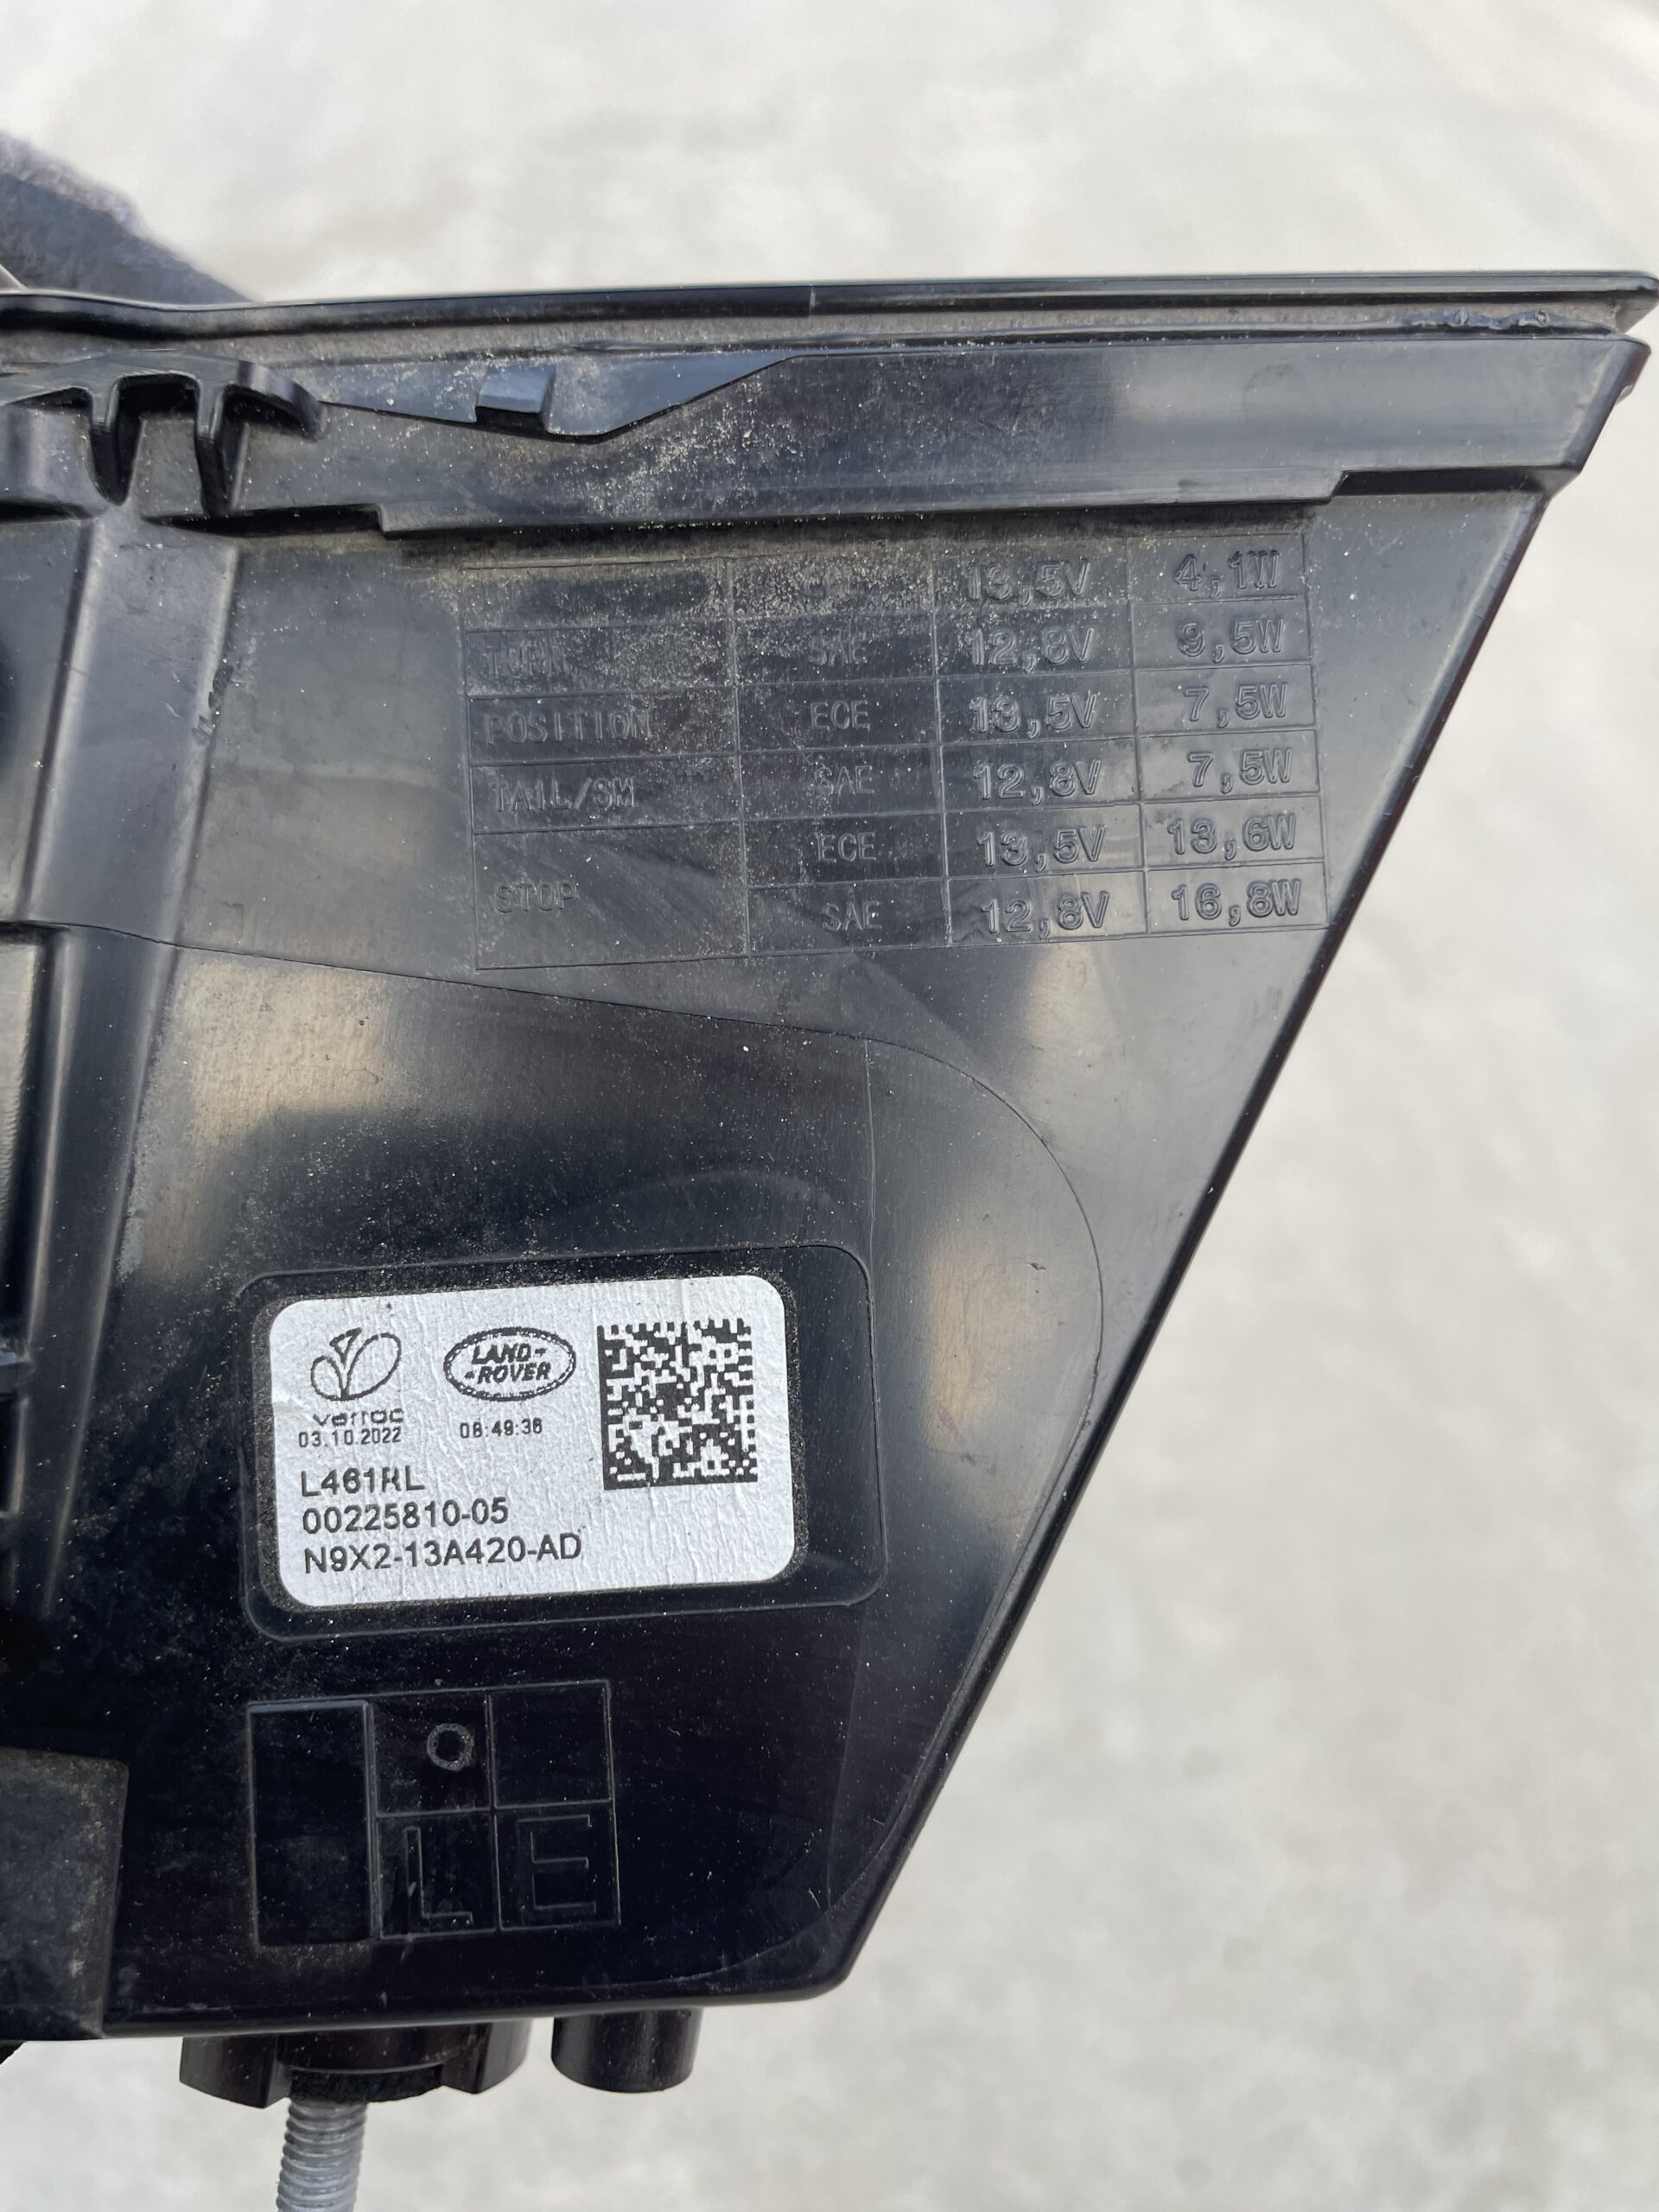 13,5V 4,1W
TURN SAE 12,8V 9,5W
POSITION ECE 13,5V 7,5W
TAIL/SM SAE 12,8V 7,5W
ECE 13,5V 13,6W
STOP
SAE 12,8V 16,8W
LAND-
-ROVER
varroc
03.10.2022 08:49:36
L461RL
00225810-05
N9X2-13A420-AD
O
L E